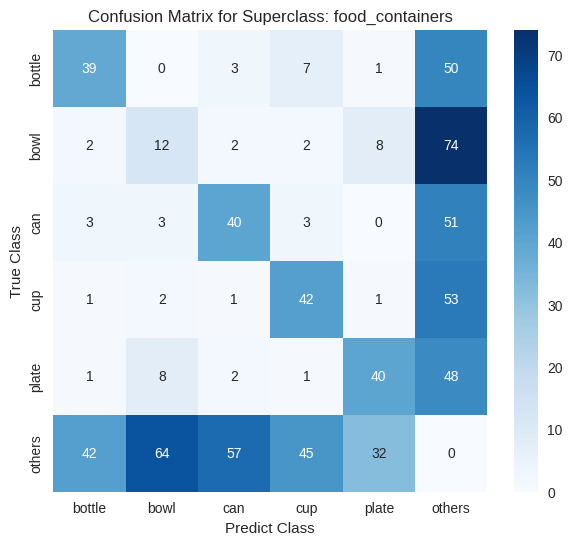 Confusion Matrix for Superclass: food_containers
True Class
bottle 39 0 3 7 1 50
bowl 2 12 2 2 8 74
can 3 3 40 3 0 51
cup 1 2 1 42 1 53
plate 1 8 2 1 40 48
others 42 64 57 45 32 0
bottle bowl can cup plate others
Predict Class
70
60
50
40
30
20
10
0